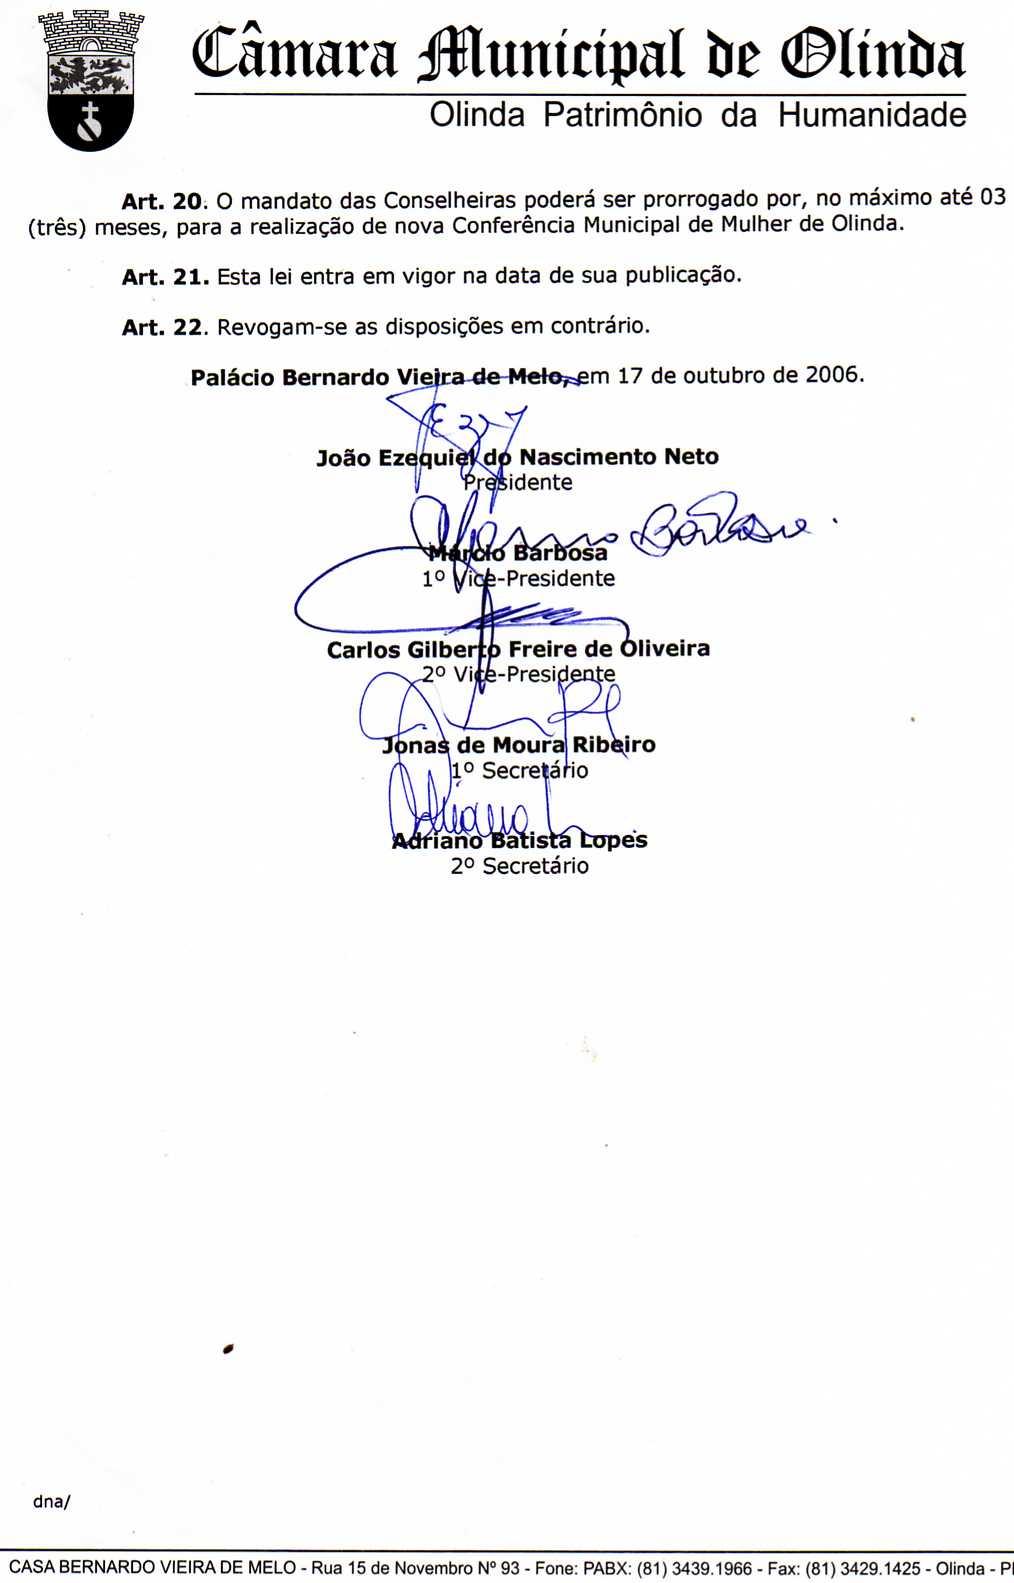 Câmara Municipal de Olinda
Olinda Patrimônio da Humanidade
Art. 20. O mandato das Conselheiras poderá ser prorrogado por, no máximo até 03
(três) meses, para a realização de nova Conferência Municipal de Mulher de Olinda.
Art. 21. Esta lei entra em vigor na data de sua publicação.
Art. 22. Revogam-se as disposições em contrário.
Palácio Bernardo Vieira de Melo, em 17 de outubro de 2006.
João Ezequiel do Nascimento Neto
Presidente
Márcio Barbosa
1º Vice-Presidente
Carlos Gilberto Freire de Oliveira
2º Vice-Presidente
Jonas de Moura Ribeiro
1º Secretário
Adriano Batista Lopes
2º Secretário
dna/
CASA BERNARDO VIEIRA DE MELO - Rua 15 de Novembro Nº 93 - Fone: PABX: (81) 3439.1966 - Fax: (81) 3429.1425 - Olinda -